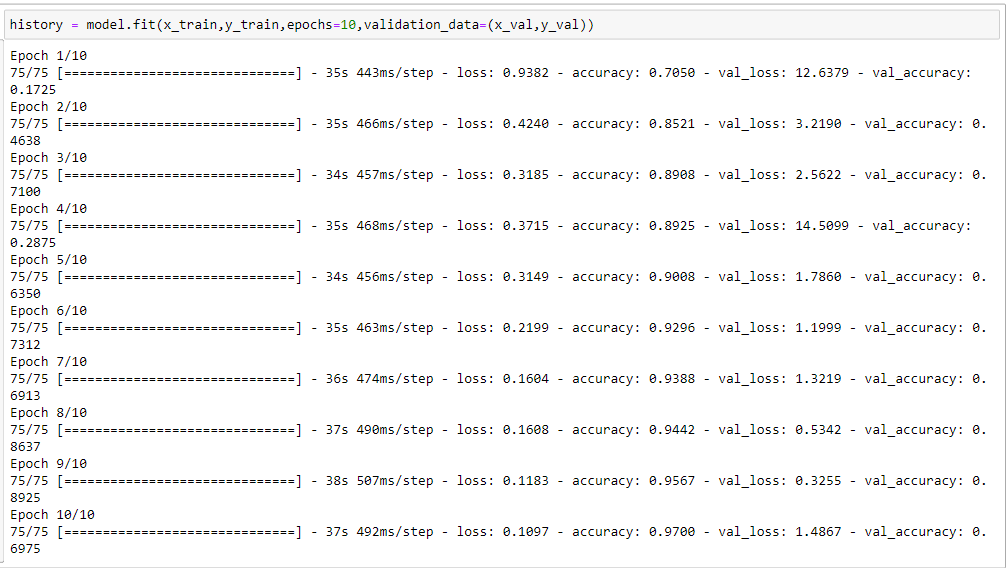 history = model.fit(x_train,y_train,epochs=10,validation_data=(x_val,y_val))
Epoch 1/10
75/75 [==============================] - 35s 443ms/step - loss: 0.9382 - accuracy: 0.7050 - val_loss: 12.6379 - val_accuracy:
0.1725
Epoch 2/10
75/75 [==============================] - 35s 466ms/step - loss: 0.4240 - accuracy: 0.8521 - val_loss: 3.2190 - val_accuracy: 0.
4638
Epoch 3/10
75/75 [==============================] - 34s 457ms/step - loss: 0.3185 - accuracy: 0.8908 - val_loss: 2.5622 - val_accuracy: 0.
7100
Epoch 4/10
75/75 [==============================] - 35s 468ms/step - loss: 0.3715 - accuracy: 0.8925 - val_loss: 14.5099 - val_accuracy:
0.2875
Epoch 5/10
75/75 [==============================] - 34s 456ms/step - loss: 0.3149 - accuracy: 0.9008 - val_loss: 1.7860 - val_accuracy: 0.
6350
Epoch 6/10
75/75 [==============================] - 35s 463ms/step - loss: 0.2199 - accuracy: 0.9296 - val_loss: 1.1999 - val_accuracy: 0.
7312
Epoch 7/10
75/75 [==============================] - 36s 474ms/step - loss: 0.1604 - accuracy: 0.9388 - val_loss: 1.3219 - val_accuracy: 0.
6913
Epoch 8/10
75/75 [==============================] - 37s 490ms/step - loss: 0.1608 - accuracy: 0.9442 - val_loss: 0.5342 - val_accuracy: 0.
8637
Epoch 9/10
75/75 [==============================] - 38s 507ms/step - loss: 0.1183 - accuracy: 0.9567 - val_loss: 0.3255 - val_accuracy: 0.
8925
Epoch 10/10
75/75 [==============================] - 37s 492ms/step - loss: 0.1097 - accuracy: 0.9700 - val_loss: 1.4867 - val_accuracy: 0.
6975